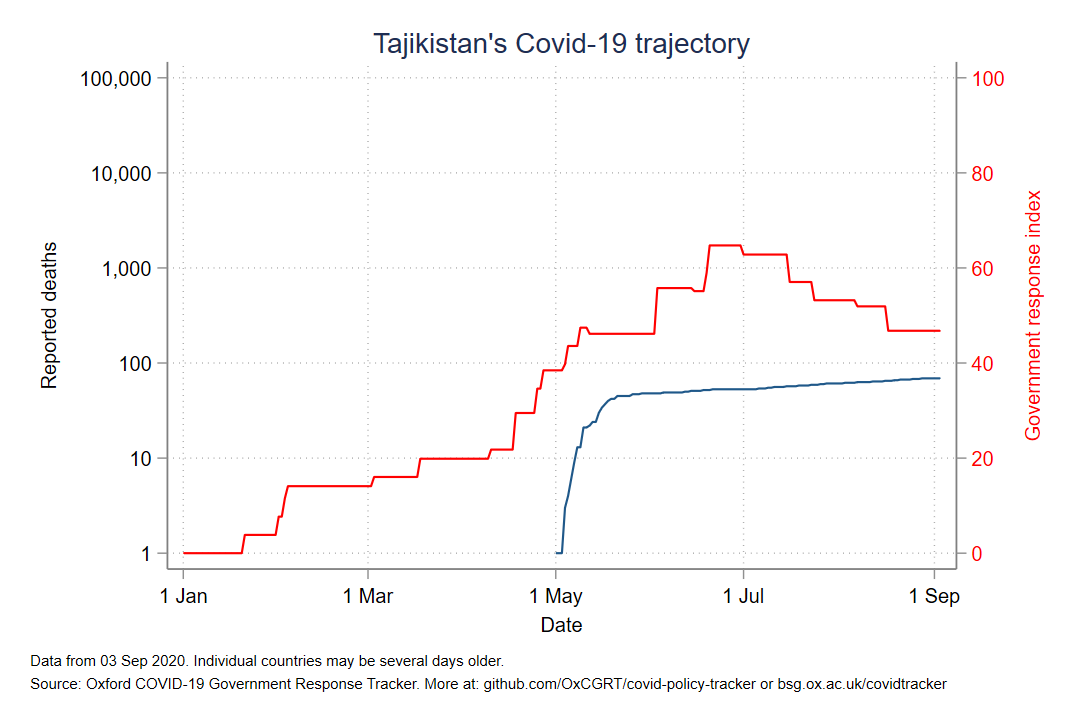 Tajikistan's Covid-19 trajectory
100,000
10,000
1,000
100
10
1
Reported deaths
100
80
60
40
20
0
Government response index
1 Jan
1 Mar
1 May
1 Jul
1 Sep
Date
Data from 03 Sep 2020. Individual countries may be several days older.
Source: Oxford COVID-19 Government Response Tracker. More at: github.com/OxCGRT/covid-policy-tracker or bsg.ox.ac.uk/covidtracker